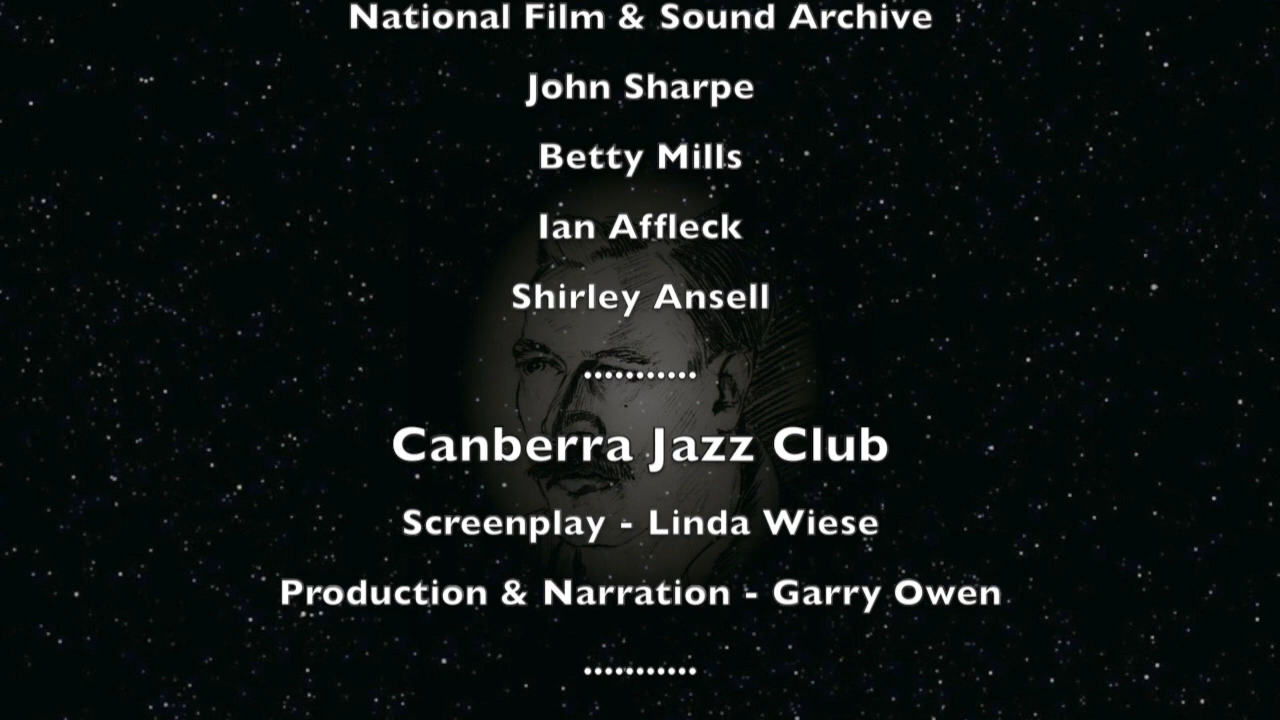 National Film & Sound Archive
John Sharpe
Betty Mills
Ian Affleck
Shirley Ansell
...........
Canberra Jazz Club
Screenplay - Linda Wiese
Production & Narration - Garry Owen
...........